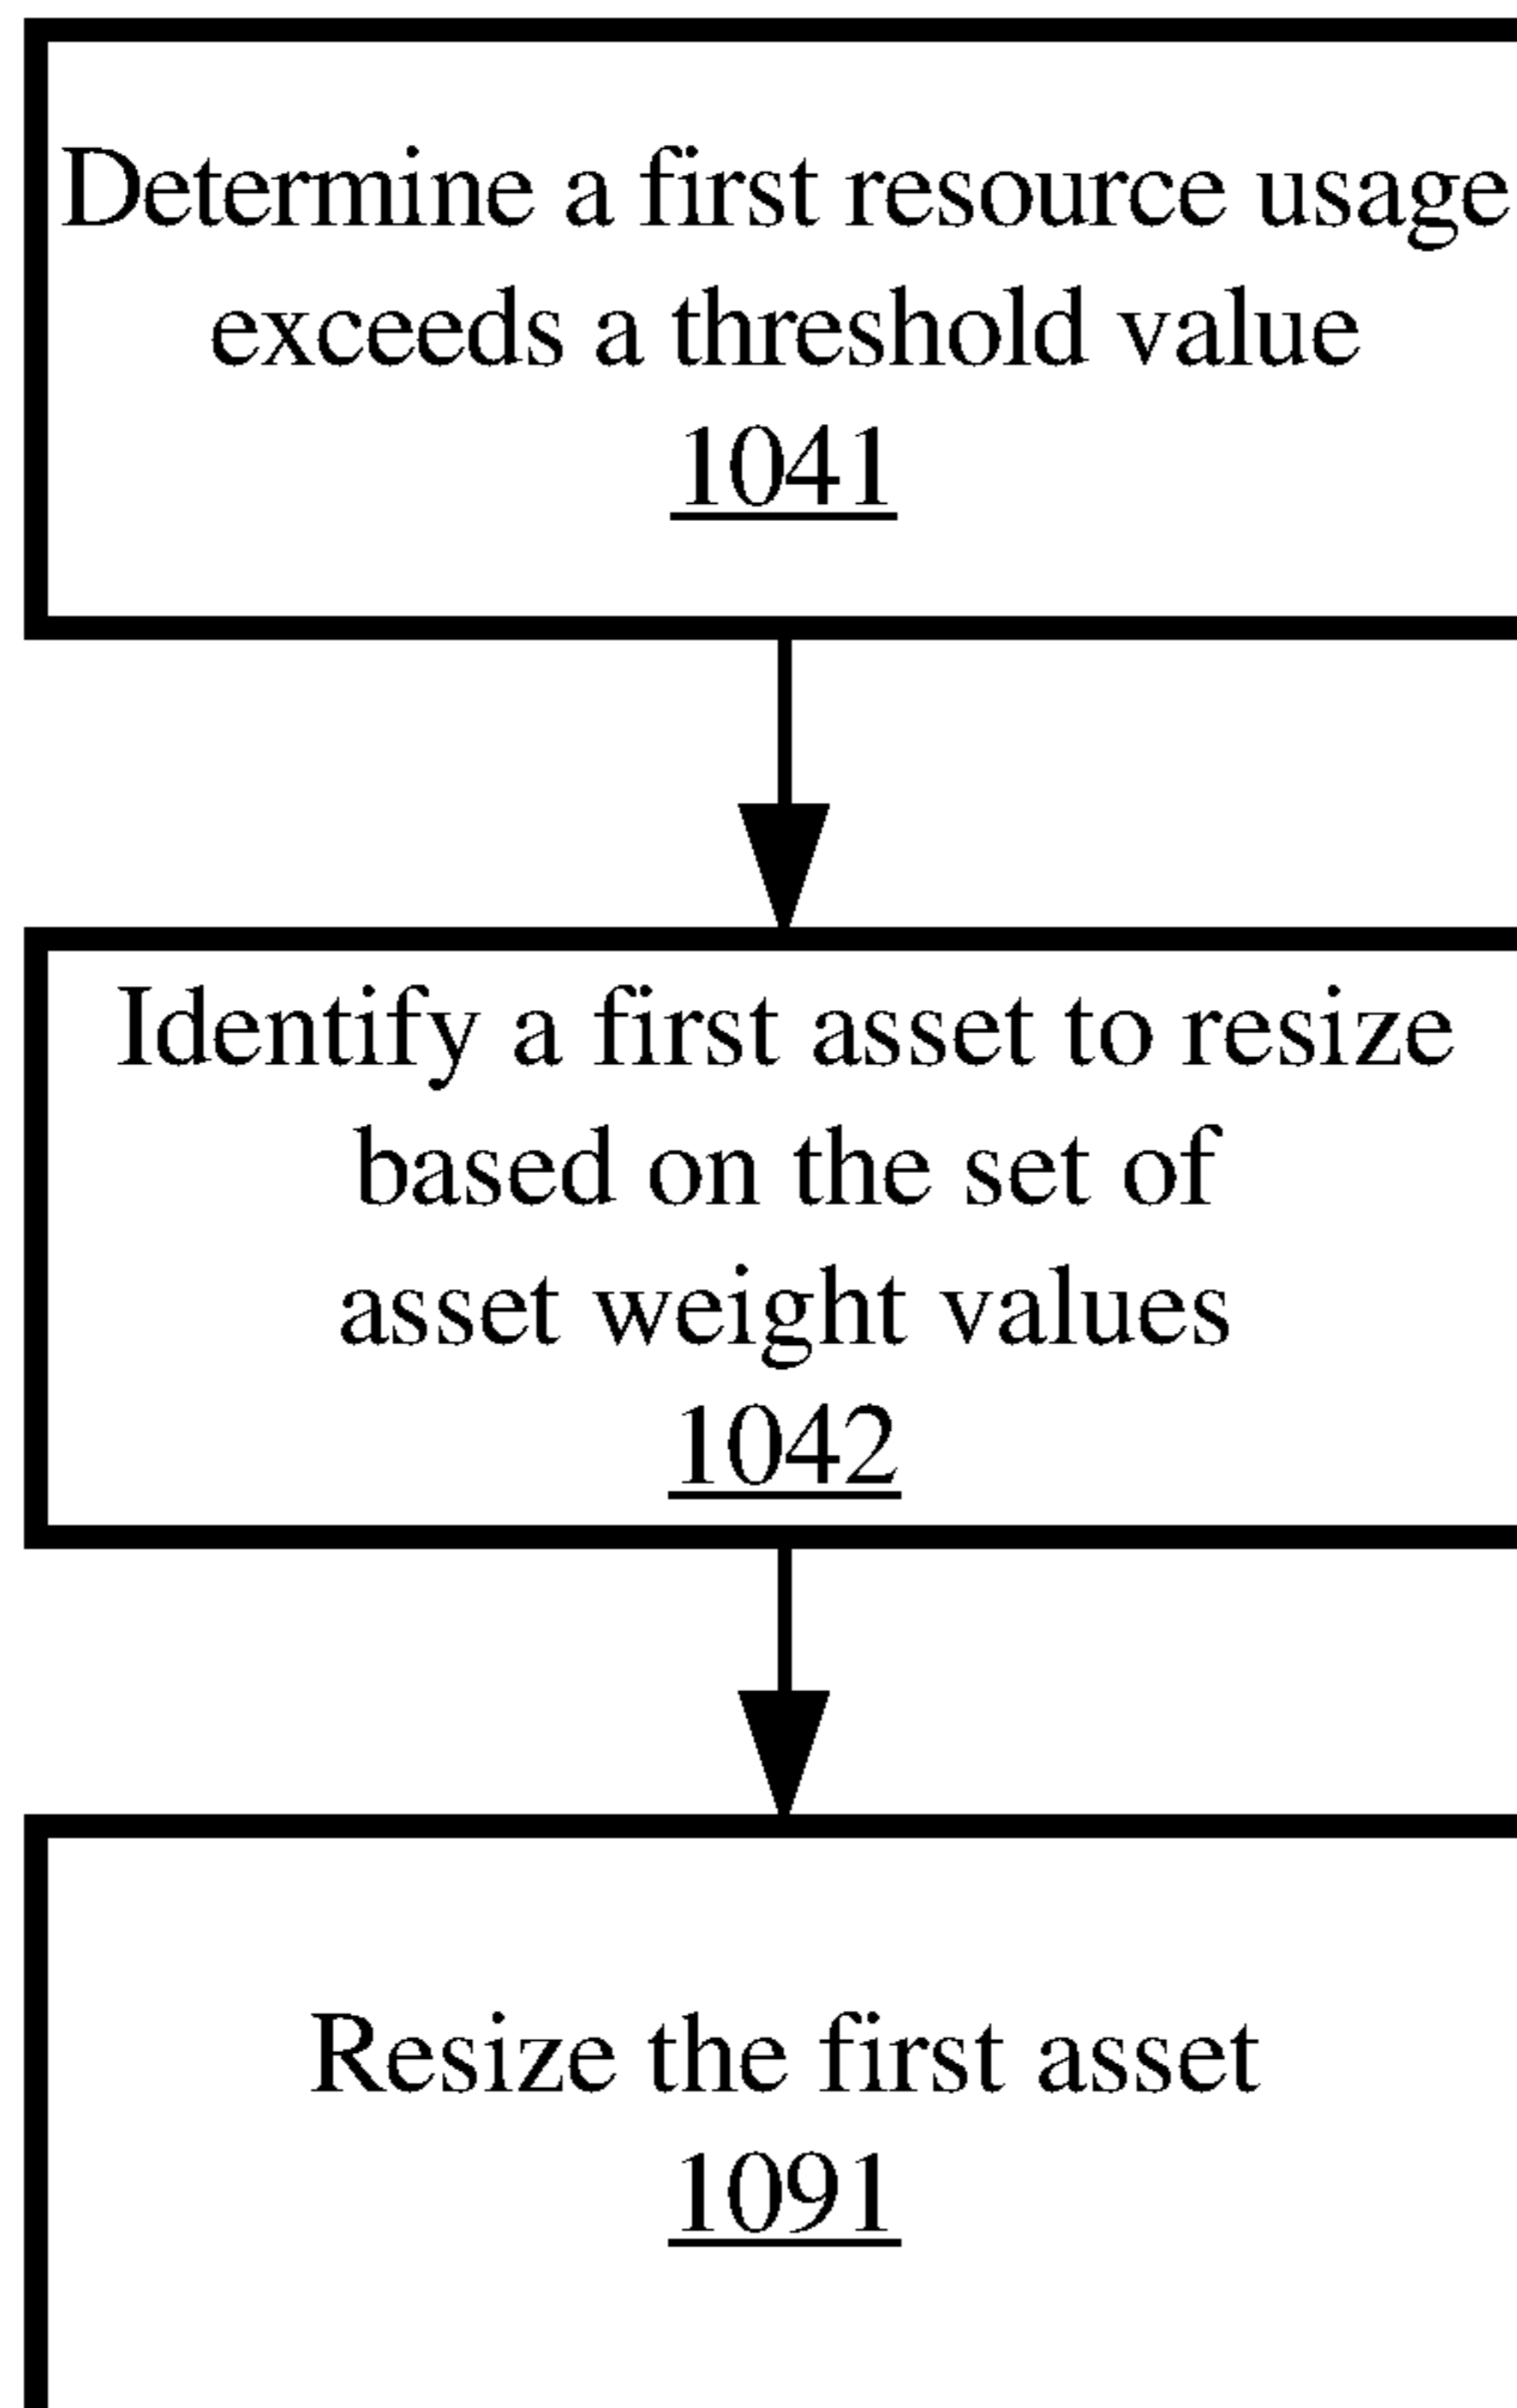 Determine a first resource usage
exceeds a threshold value
1041
Identify a first asset to resize
based on the set of
asset weight values
1042
Resize the first asset
1091